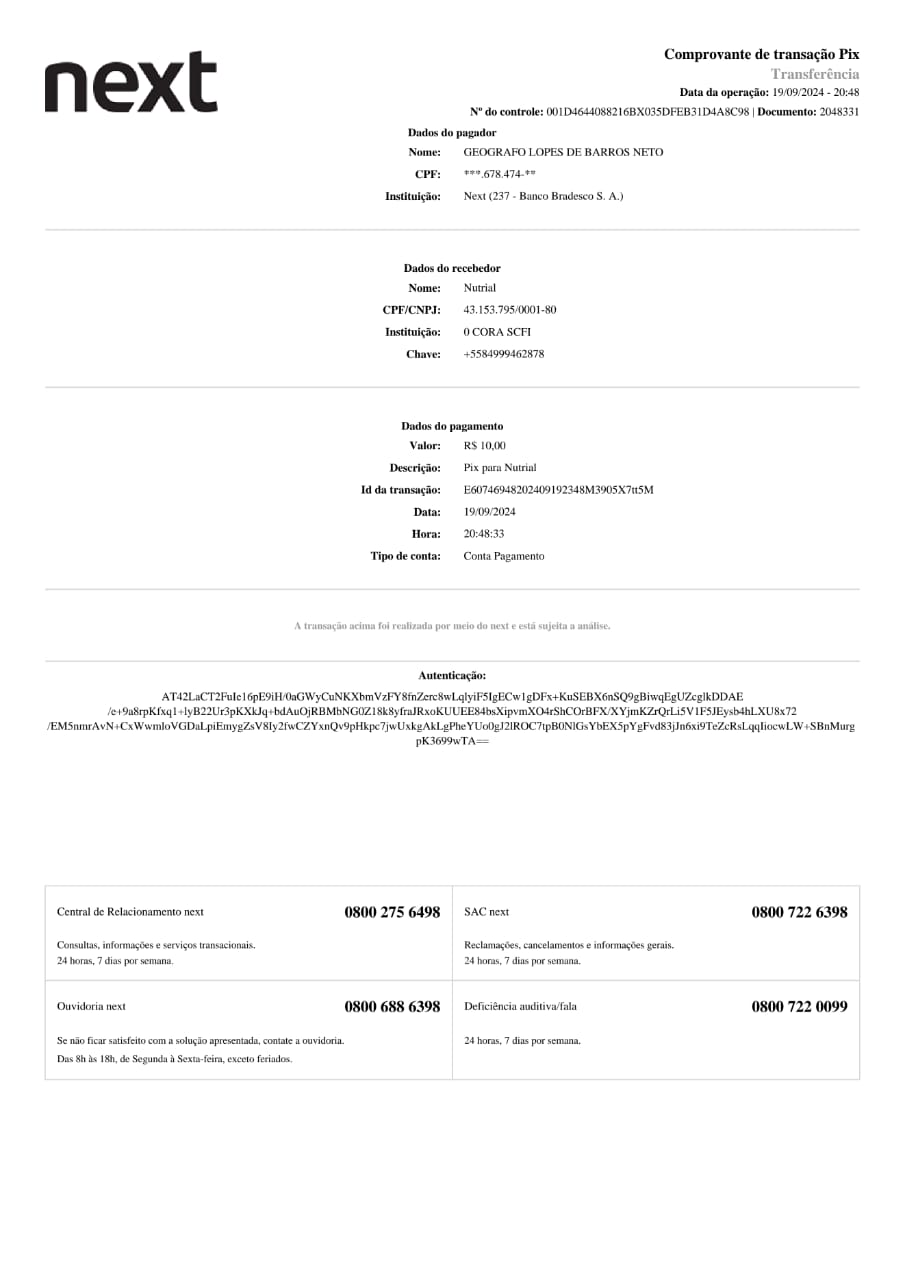 next
Comprovante de transação Pix
Transferência
Data da operação: 19/09/2024 - 20:48
Nº do controle: 001D4644088216BX035DFEB31D4A8C98 | Documento: 2048331
Dados do pagador
Nome: GEOGRAFO LOPES DE BARROS NETO
CPF: ***.678.474-**
Instituição: Next (237 - Banco Bradesco S. A.)
Dados do recebedor
Nome: Nutrial
CPF/CNPJ: 43.153.795/0001-80
Instituição: 0 CORA SCFI
Chave: +5584999462878
Dados do pagamento
Valor: R$ 10,00
Descrição: Pix para Nutrial
Id da transação: E60746948202409192348M3905X7tt5M
Data: 19/09/2024
Hora: 20:48:33
Tipo de conta: Conta Pagamento
A transação acima foi realizada por meio do next e está sujeita a análise.
Autenticação:
AT42LaCT2FuIe16pE9iH/0aGWyCuNKXbmVzFY8fnZerc8wLqlyiF5IgECw1gDFx+KuSEBX6nSQ9gBiwqEgUZcglkDDAE
/e+9a8rpKfxq1+lyB22Ur3pKXkJq+bdAuOjRBMbNG0Z18k8yfraJRxoKUUEE84bsXipvmXO4rShCOrBFX/XYjmKZrQrLi5V1F5JEysb4hLXU8x72
/EM5nmrAvN+CxWwmloVGDaLpiEmygZsV8Iy2fwCZYxnQv9pHkpc7jwUxkgAkLgPheYUo0gJ2lROC7tpB0NlGsYbEX5pYgFvd83jJn6xi9TeZcRsLqqIiocwLW+SBnMurg
pK3699wTA==
Central de Relacionamento next 0800 275 6498
Consultas, informações e serviços transacionais.
24 horas, 7 dias por semana.
SAC next 0800 722 6398
Reclamações, cancelamentos e informações gerais.
24 horas, 7 dias por semana.
Ouvidoria next 0800 688 6398
Se não ficar satisfeito com a solução apresentada, contate a ouvidoria.
Das 8h às 18h, de Segunda à Sexta-feira, exceto feriados.
Deficiência auditiva/fala 0800 722 0099
24 horas, 7 dias por semana.